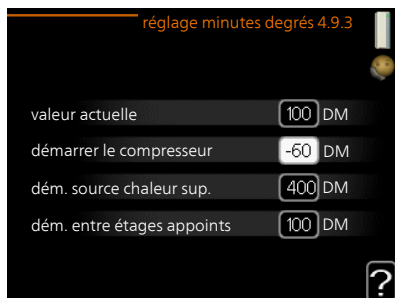 réglage minutes degrés 4.9.3
valeur actuelle 100 DM
démarrer le compresseur -60 DM
dém. source chaleur sup. 400 DM
dém. entre étages appoints 100 DM
?